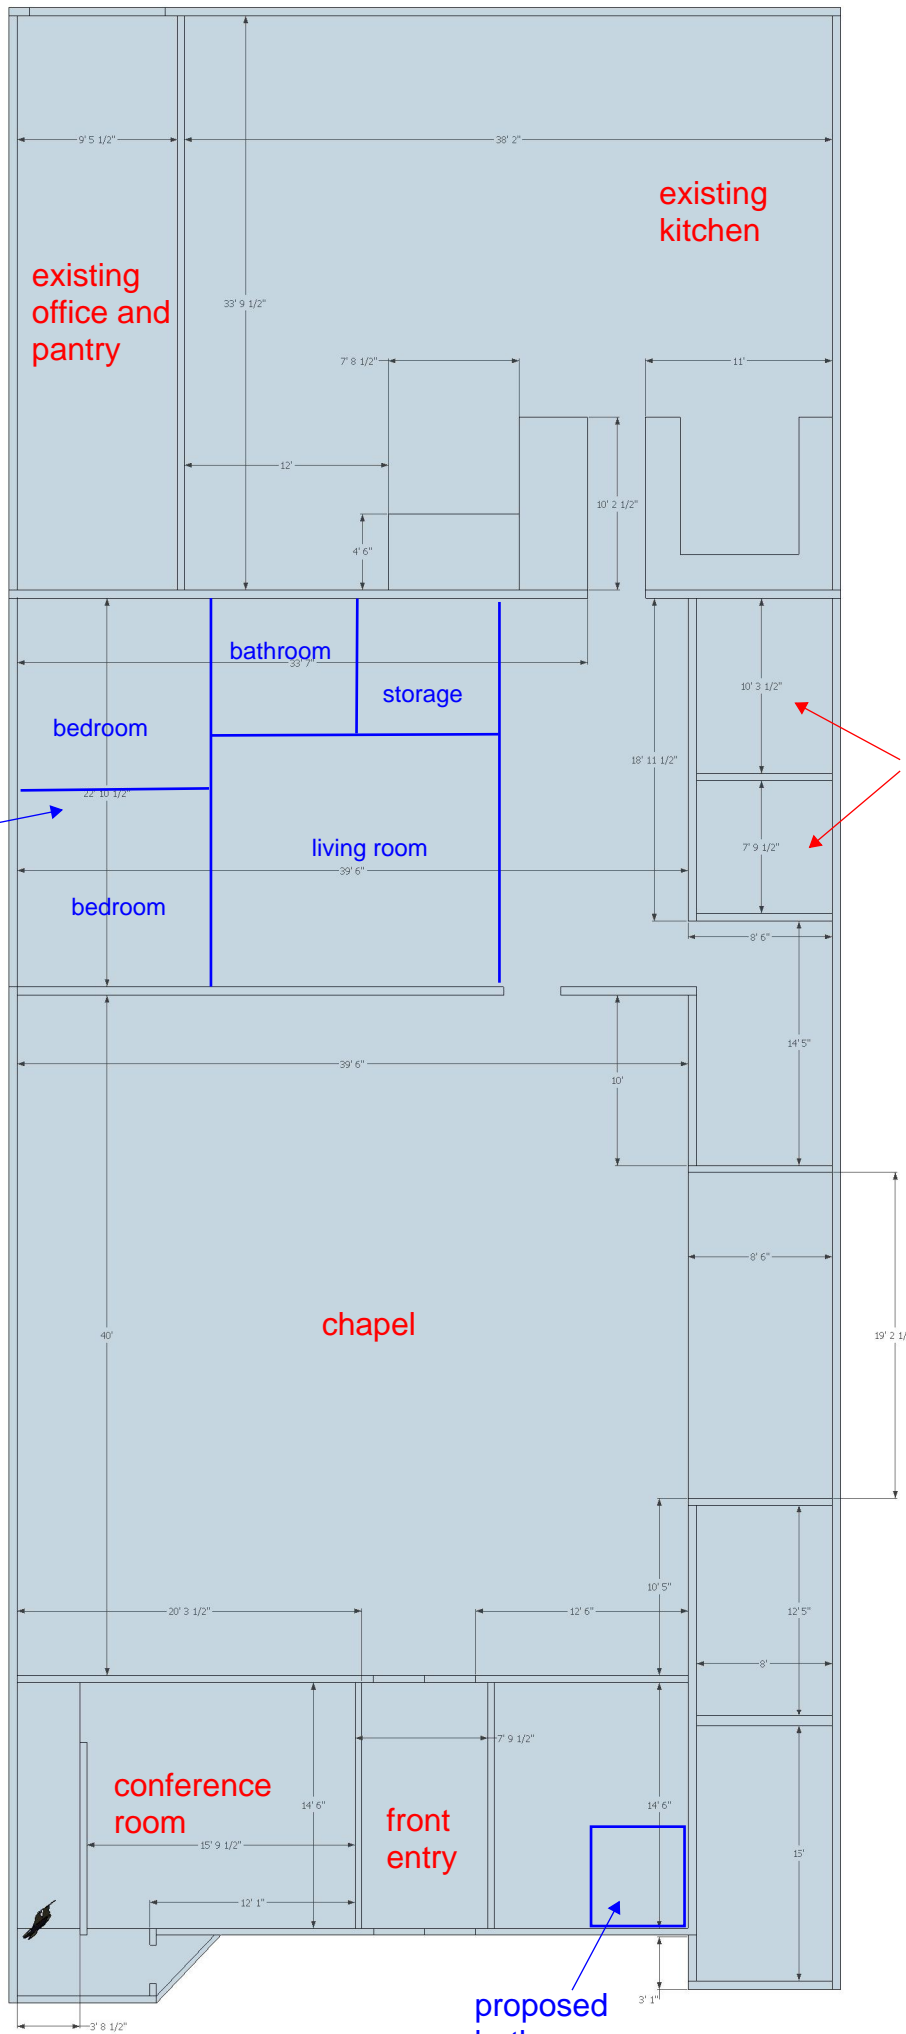 9' 5 1/2"
38' 2"
existing
kitchen
existing
office and
pantry
33' 9 1/2"
7' 8 1/2"
11'
12'
10' 2 1/2"
4' 6"
bathroom
33' 7"
storage
10' 3 1/2"
bedroom
18' 11 1/2"
22' 10 1/2"
living room
7' 9 1/2"
39' 6"
bedroom
8' 6"
14' 5"
39' 6"
10'
8' 6"
chapel
40'
19' 2 1/
10' 5"
20' 3 1/2"
12' 6"
12' 5"
8'
7' 9 1/2"
conference
room
14' 6"
14' 6"
front
entry
15' 9 1/2"
15'
12' 1"
3' 1"
proposed
3' 8 1/2"